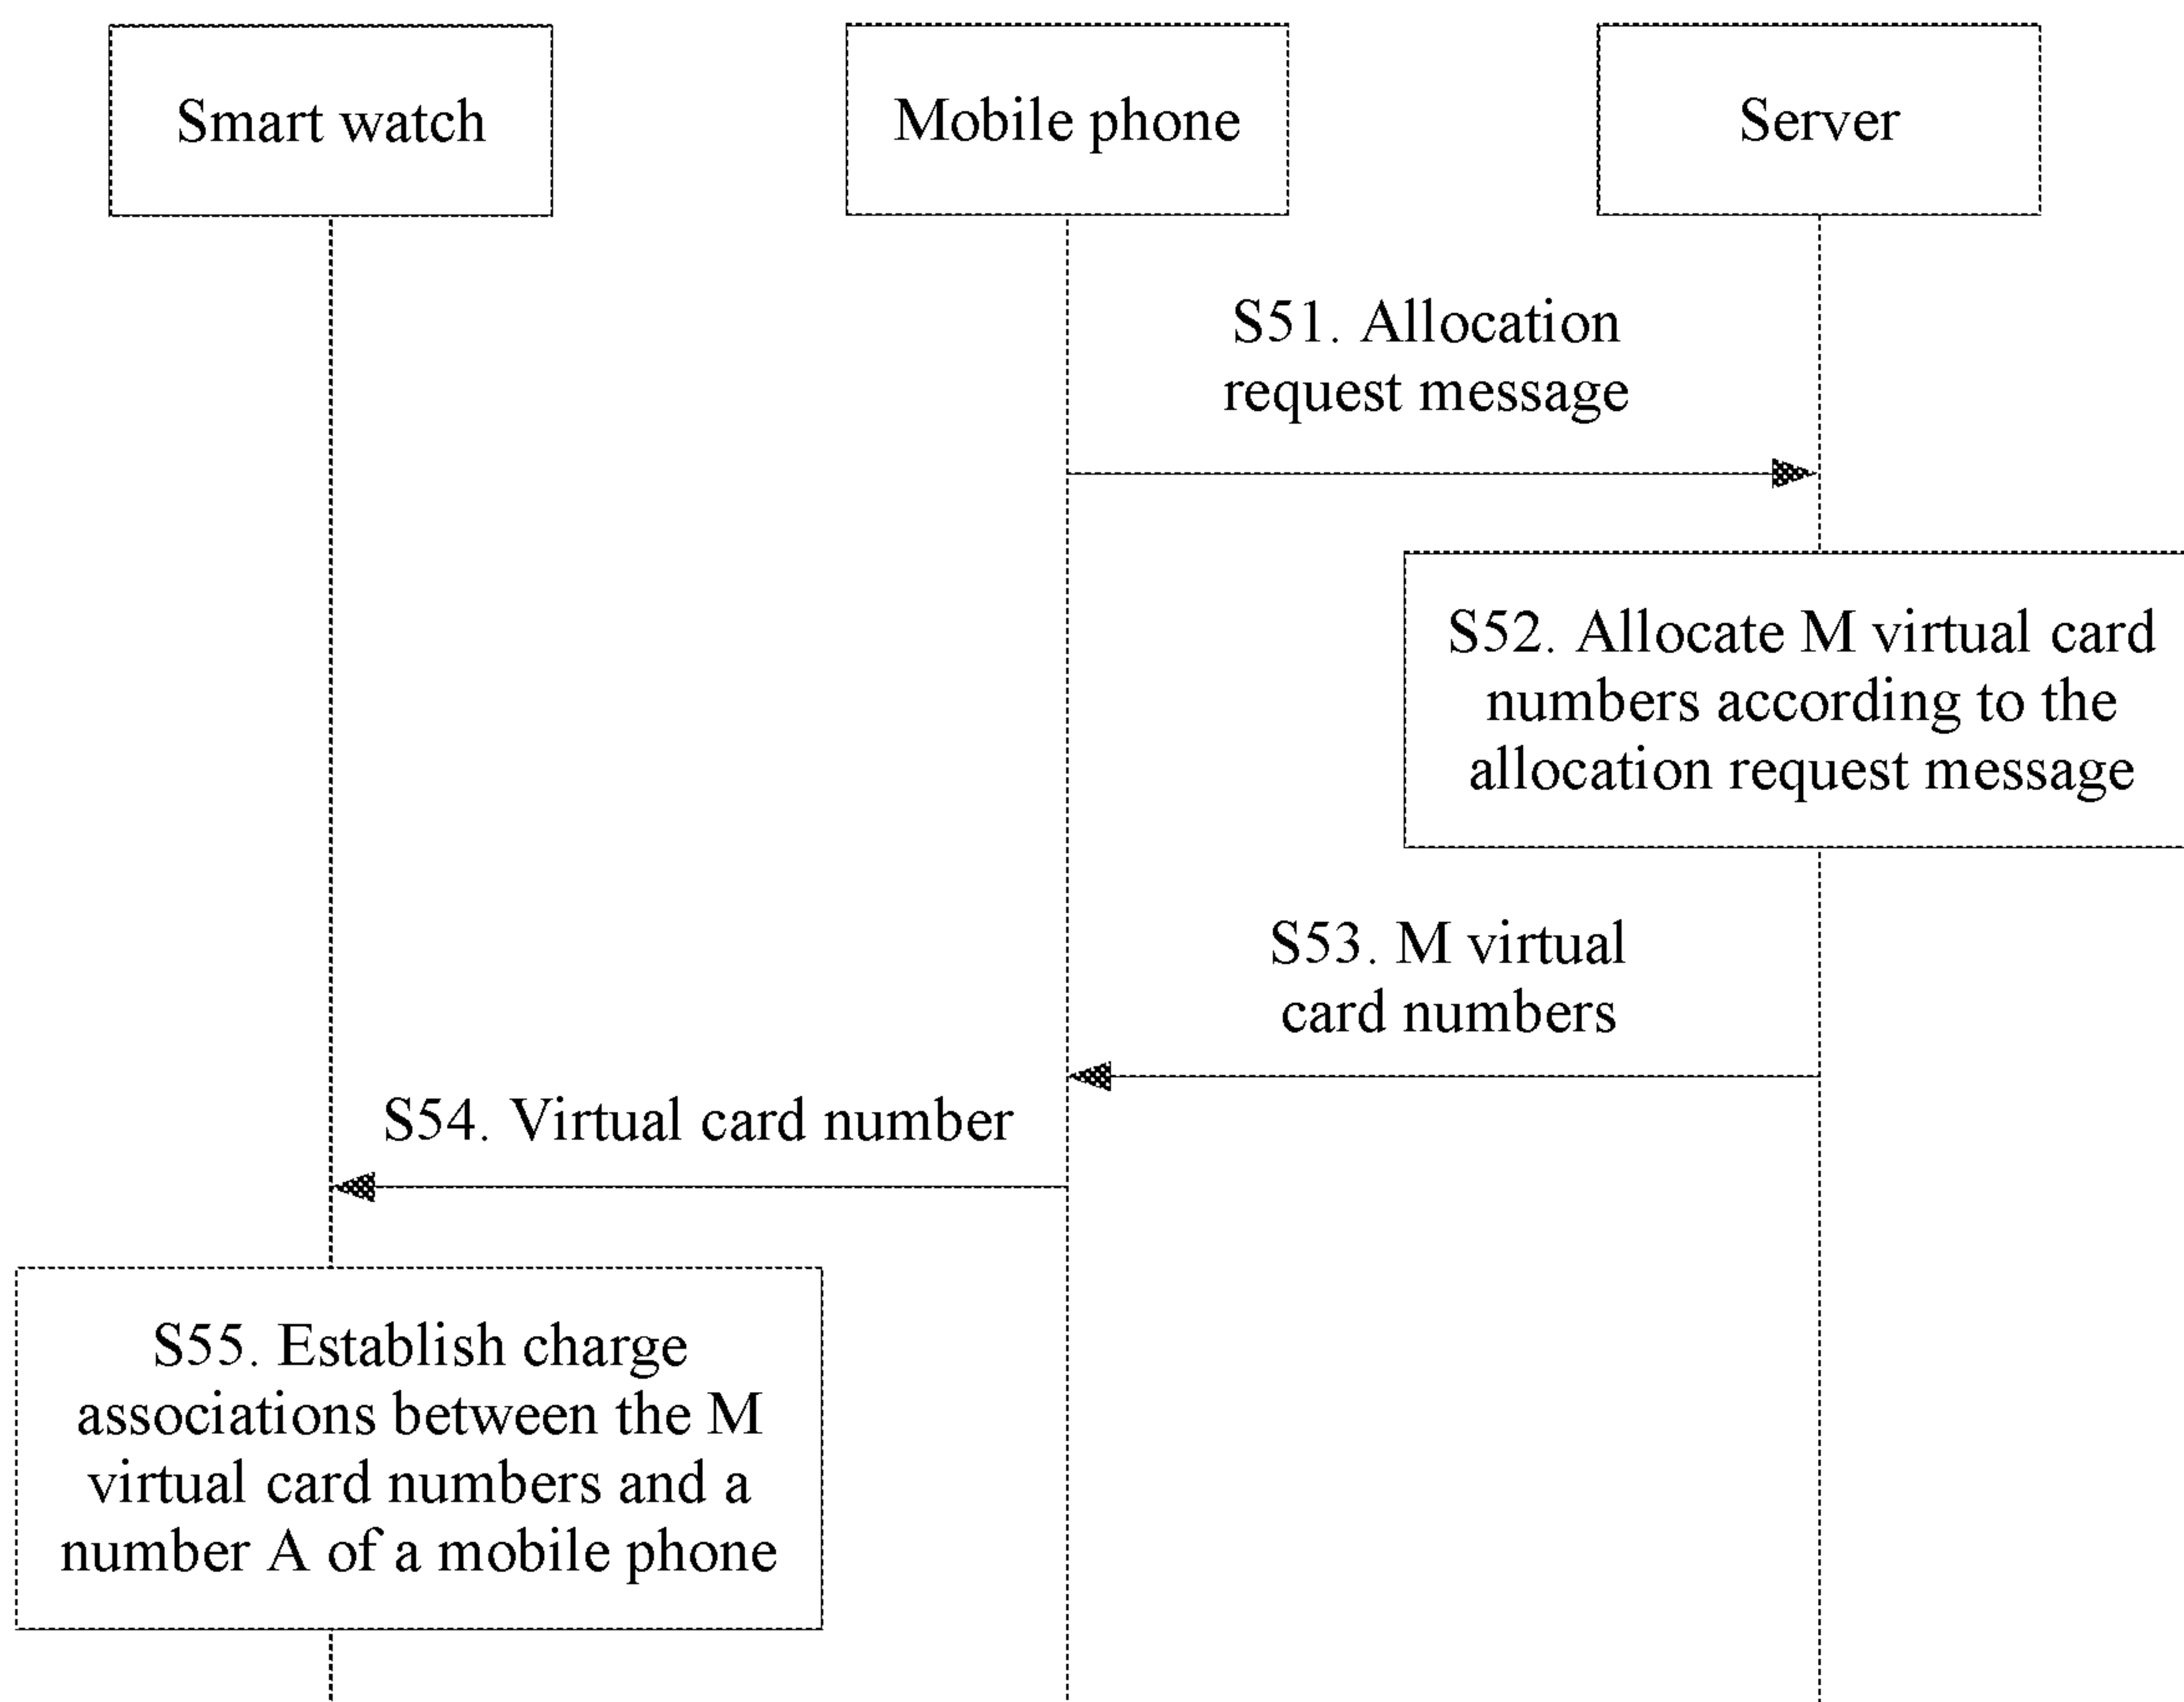 Smart watch
Mobile phone
Server
S51. Allocation
request message
S52. Allocate M virtual card
numbers according to the
allocation request message
S53. M virtual
card numbers
S54. Virtual card number
S55. Establish charge
associations between the M
virtual card numbers and a
number A of a mobile phone